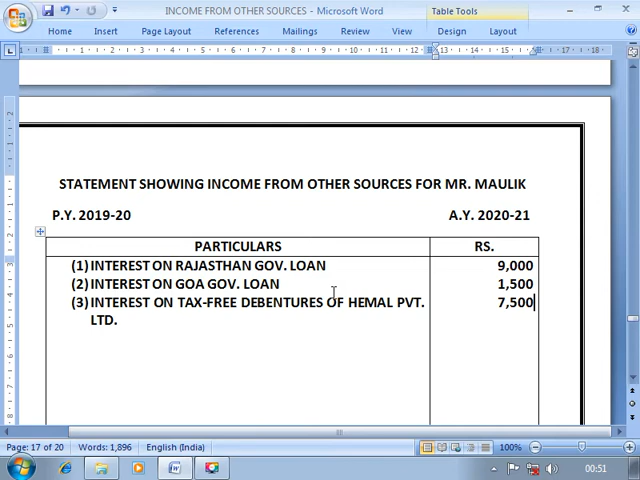 INCOME FROM OTHER SOURCES - Microsoft Word
Table Tools
Home Insert Page Layout References Mailings Review View Design Layout
STATEMENT SHOWING INCOME FROM OTHER SOURCES FOR MR. MAULIK
P.Y. 2019-20 A.Y. 2020-21
PARTICULARS RS.
(1) INTEREST ON RAJASTHAN GOV. LOAN 9,000
(2) INTEREST ON GOA GOV. LOAN 1,500
(3) INTEREST ON TAX-FREE DEBENTURES OF HEMAL PVT. 7,500
LTD.
Page: 17 of 20 Words: 1,896 English (India) 100%
00:51